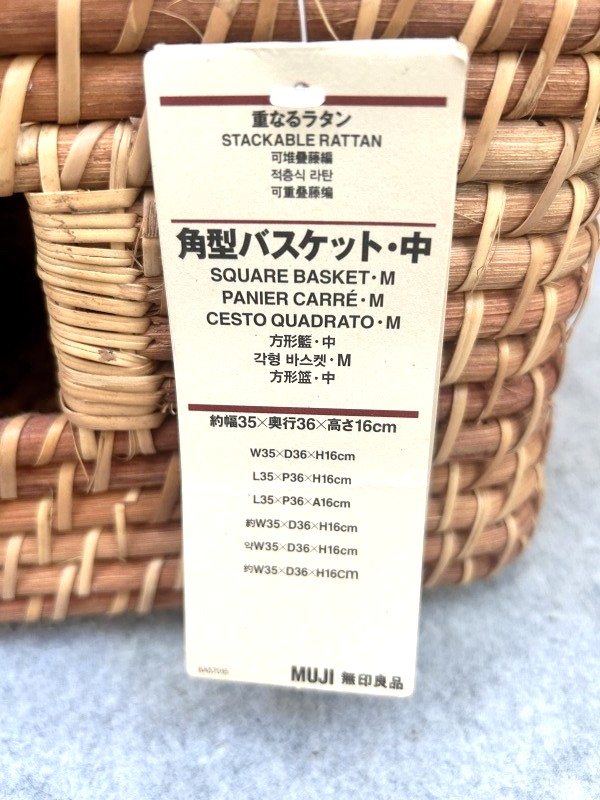 重なるラタン
STACKABLE RATTAN
可堆疊藤編
적층식 라탄
可重叠藤编
角型バスケット・中
SQUARE BASKET・M
PANIER CARRÉ・M
CESTO QUADRATO・M
方形籃・中
각형 바스켓・M
方形篮・中
約幅35×奥行36×高さ16cm
W35×D36×H16cm
L35×P36×H16cm
L35×P36×A16cm
約W35×D36×H16cm
약W35×D36×H16cm
约W35×D36×H16cm
MUJI 無印良品